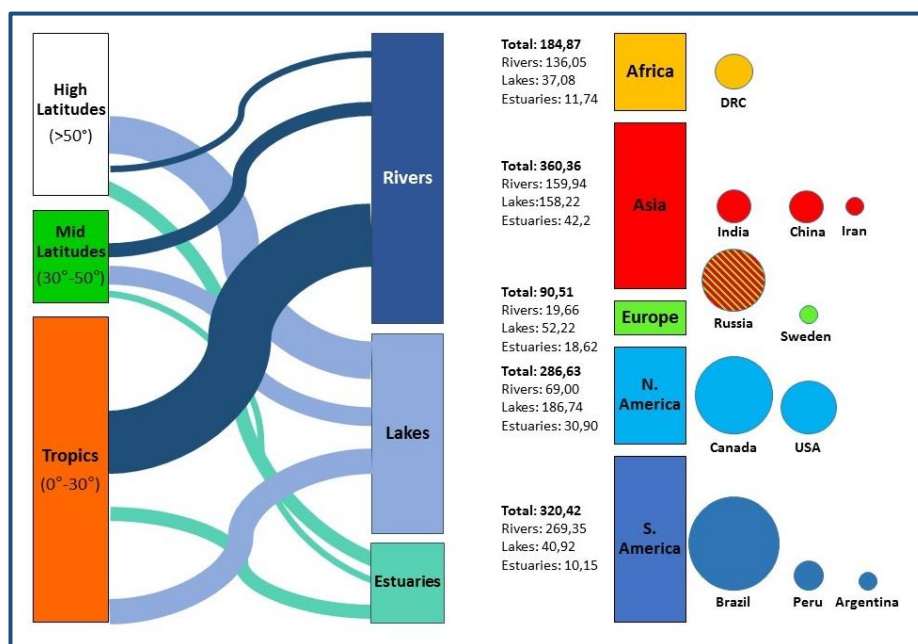 High
Latitudes
(>50°)
Mid
Latitudes
(30°-50°)
Tropics
(0°-30°)
Rivers
Lakes
Estuaries
Total: 184,87
Rivers: 136,05
Lakes: 37,08
Estuaries: 11,74
Africa
DRC
Total: 360,36
Rivers: 159,94
Lakes:158,22
Estuaries: 42,2
Asia
India
China
Iran
Russia
Total: 90,51
Rivers: 19,66
Lakes: 52,22
Estuaries: 18,62
Europe
Sweden
Total: 286,63
Rivers: 69,00
Lakes: 186,74
Estuaries: 30,90
N.
America
Canada
USA
Total: 320,42
Rivers: 269,35
Lakes: 40,92
Estuaries: 10,15
S.
America
Brazil
Peru
Argentina